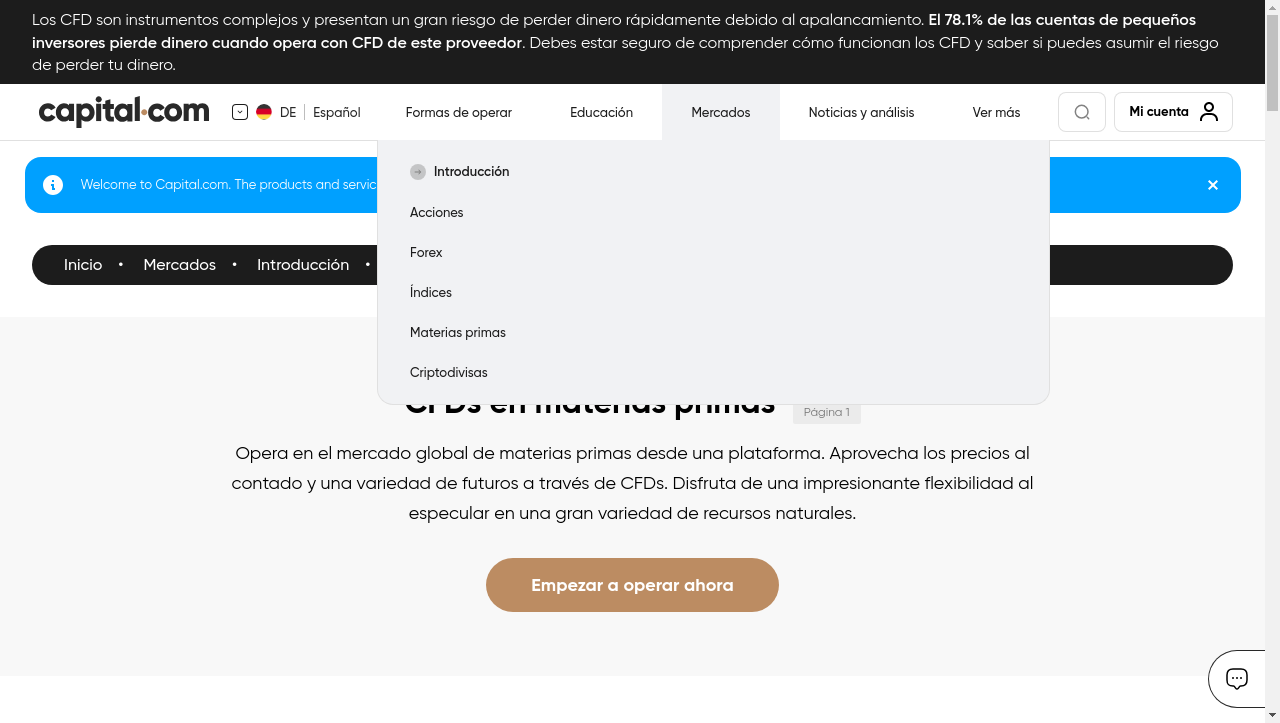 Los CFD son instrumentos complejos y presentan un gran riesgo de perder dinero rápidamente debido al apalancamiento. El 78.1% de las cuentas de pequeños
inversores pierde dinero cuando opera con CFD de este proveedor. Debes estar seguro de comprender cómo funcionan los CFD y saber si puedes asumir el riesgo
de perder tu dinero.
capital.com DE Español Formas de operar Educación Mercados Noticias y análisis Ver más Mi cuenta
Introducción
Welcome to Capital.com. The products and servic
Acciones
Forex
Inicio • Mercados • Introducción •
Índices
Materias primas
Criptodivisas
CFDs en materias primas Página 1
Opera en el mercado global de materias primas desde una plataforma. Aprovecha los precios al
contado y una variedad de futuros a través de CFDs. Disfruta de una impresionante flexibilidad al
especular en una gran variedad de recursos naturales.
Empezar a operar ahora